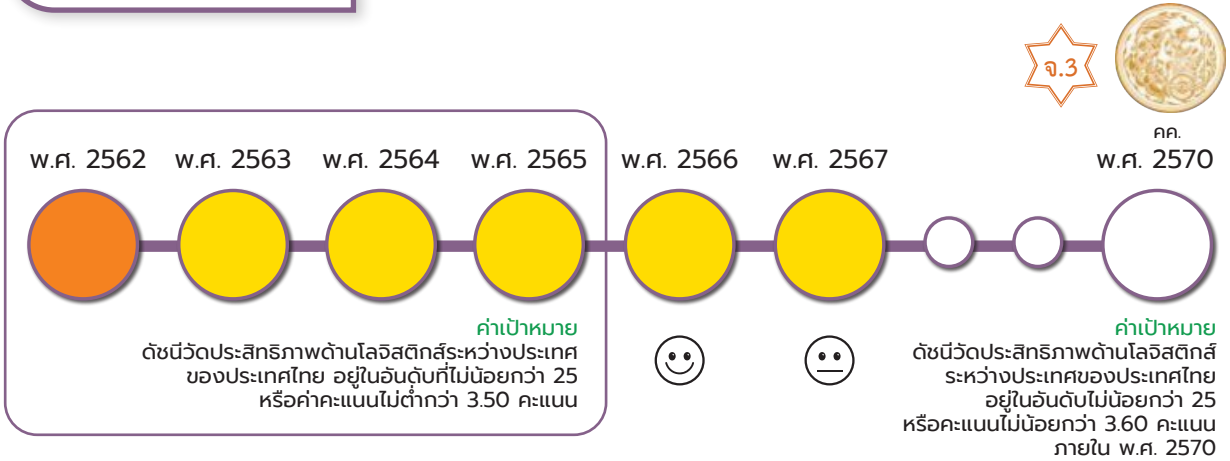 จ.3
คค.
พ.ศ. 2562 พ.ศ. 2563 พ.ศ. 2564 พ.ศ. 2565 พ.ศ. 2566 พ.ศ. 2567 พ.ศ. 2570
ค่าเป้าหมาย
ดัชนีวัดประสิทธิภาพด้านโลจิสติกส์ระหว่างประเทศ
ของประเทศไทย อยู่ในอันดับที่ไม่น้อยกว่า 25
หรือค่าคะแนนไม่ต่ำกว่า 3.50 คะแนน
ค่าเป้าหมาย
ดัชนีวัดประสิทธิภาพด้านโลจิสติกส์
ระหว่างประเทศของประเทศไทย
อยู่ในอันดับไม่น้อยกว่า 25
หรือคะแนนไม่น้อยกว่า 3.60 คะแนน
ภายใน พ.ศ. 2570